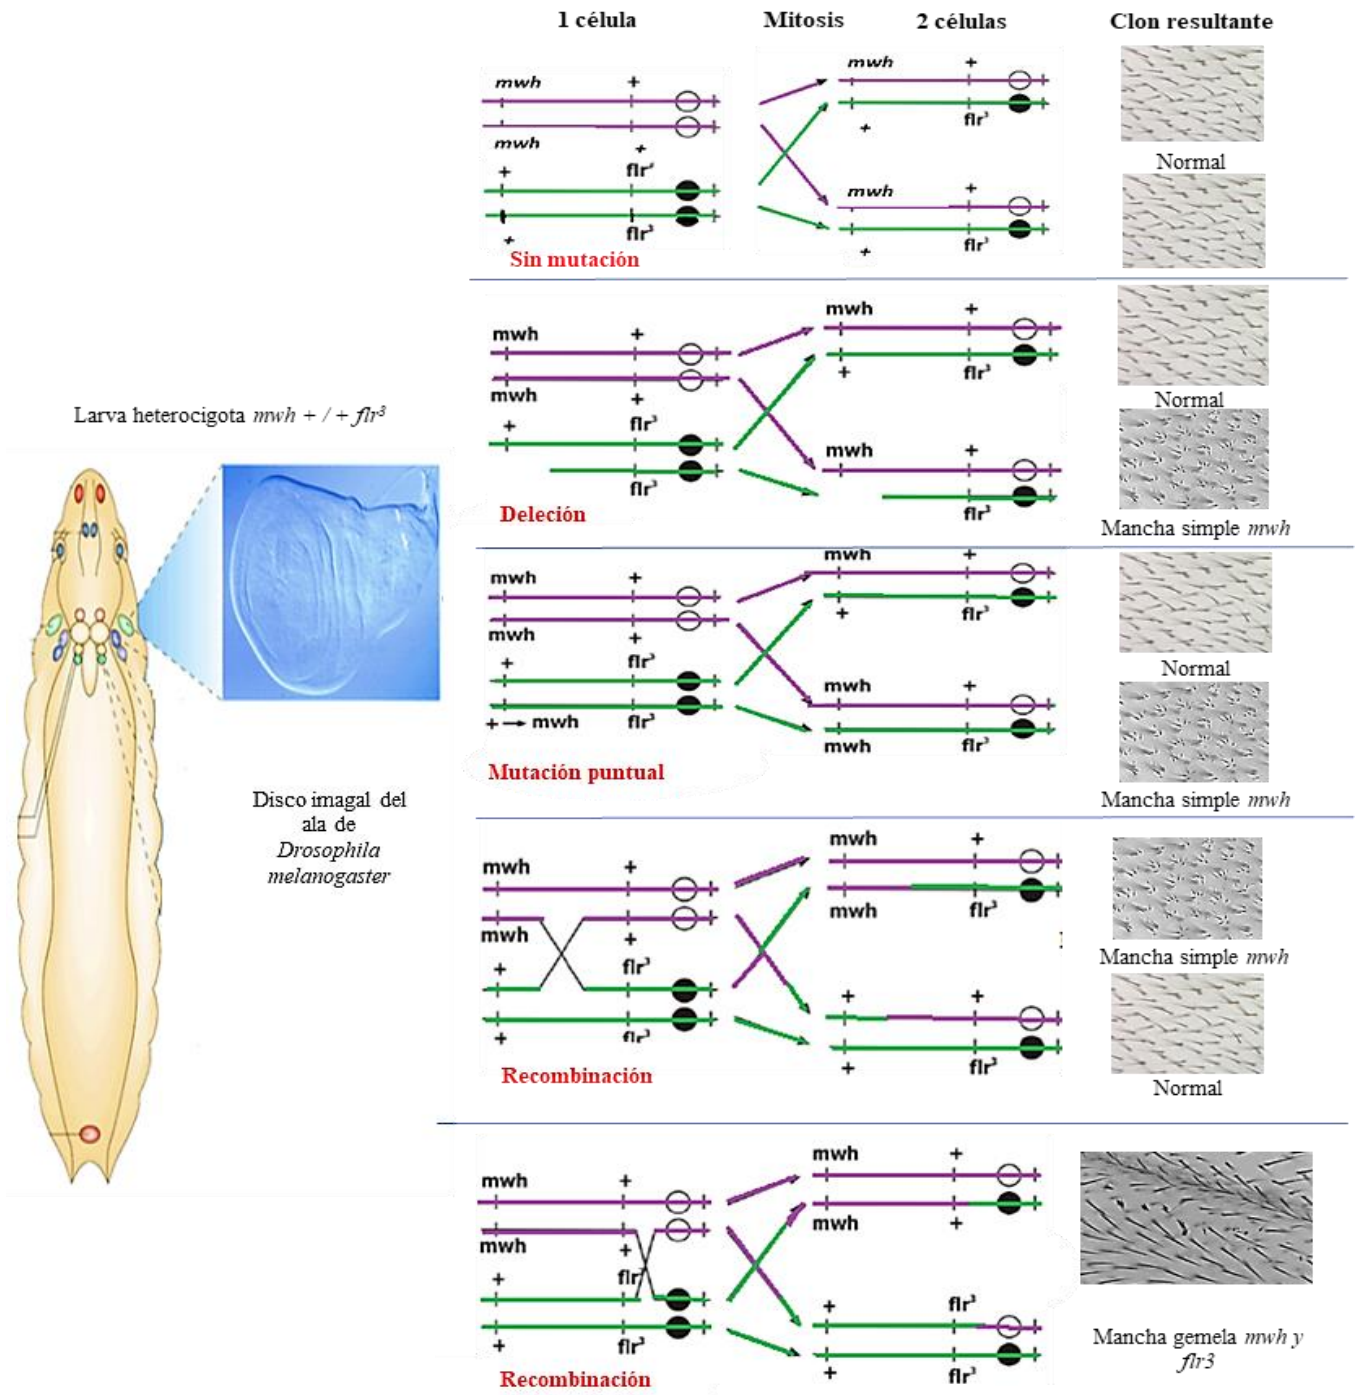 1 célula
Mitosis
2 células
Clon resultante
mwh
+
mwh
+
+
flr³
flr³
+
Sin mutación
mwh
+
flr³
+
mwh
+
flr³
+
Normal
mwh
+
mwh
+
+
flr³
flr³
Deleción
mwh
+
+
flr³
mwh
+
flr³
Normal
Mancha simple mwh
Larva heterocigota mwh + / + flr³
mwh
+
mwh
+
+
flr³
+ → mwh
flr³
Mutación puntual
mwh
+
+
flr³
mwh
+
mwh
flr³
Normal
Mancha simple mwh
Disco imagal del
ala de
Drosophila
melanogaster
mwh
+
mwh
+
+
flr³
+
flr³
Recombinación
mwh
+
mwh
flr³
+
+
+
flr³
Mancha simple mwh
Normal
mwh
+
mwh
+
+
flr³
+
flr³
Recombinación
mwh
+
mwh
+
+
flr³
+
flr³
Mancha gemela mwh y
flr3